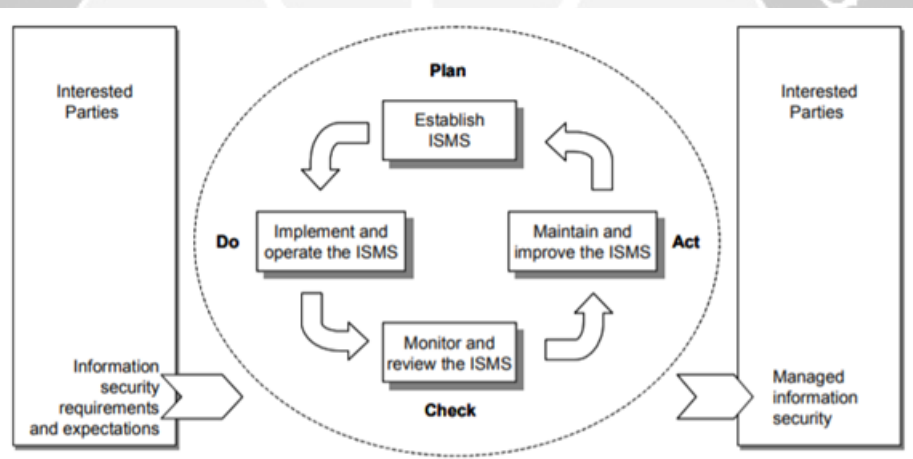 Interested
Parties
Information
security
requirements
and expectations
Plan
Establish
ISMS
Do
Implement and
operate the ISMS
Maintain and
improve the ISMS
Act
Monitor and
review the ISMS
Check
Interested
Parties
Managed
information
security